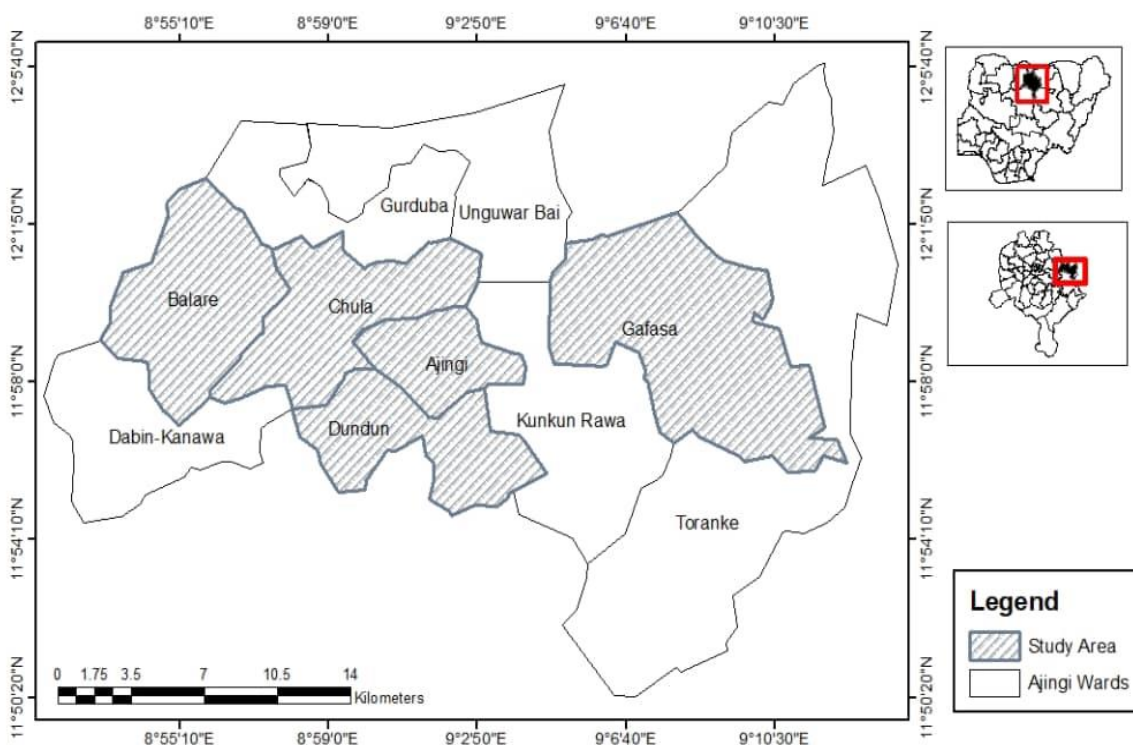 8°55'10"E
8°59'0"E
9°2'50"E
9°6'40"E
9°10'30"E
12°5'40"N
12°5'40"N
12°1'50"N
12°1'50"N
11°58'0"N
11°58'0"N
11°54'10"N
11°54'10"N
11°50'20"N
11°50'20"N
Gurduba
Unguwar Bai
Balare
Chula
Gafasa
Ajingi
Kunkun Rawa
Dabin-Kanawa
Dundun
Toranke
0 1.75 3.5 7 10.5 14
Kilometers
8°55'10"E
8°59'0"E
9°2'50"E
9°6'40"E
9°10'30"E
Legend
Study Area
Ajingi Wards